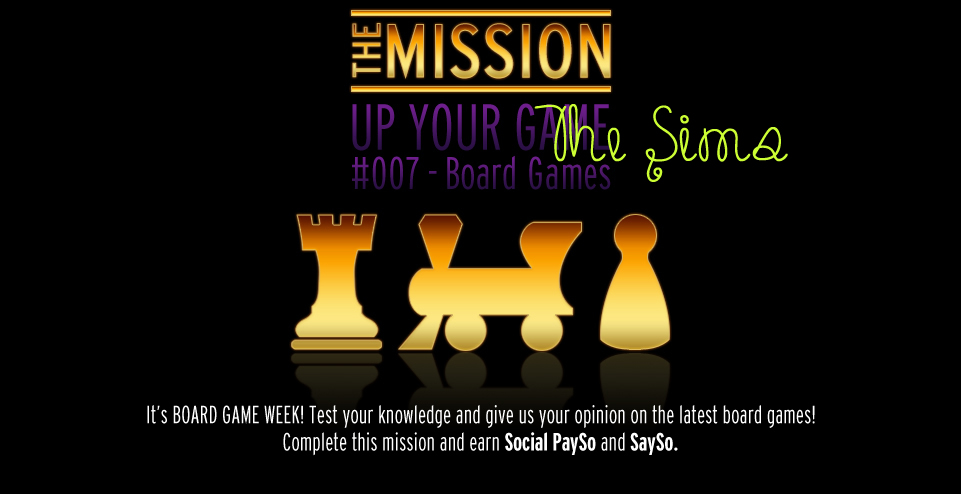 THE MISSION
UP YOUR GAME
The Sims
#007 - Board Games
It's BOARD GAME WEEK! Test your knowledge and give us your opinion on the latest board games!
Complete this mission and earn Social PaySo and SaySo.